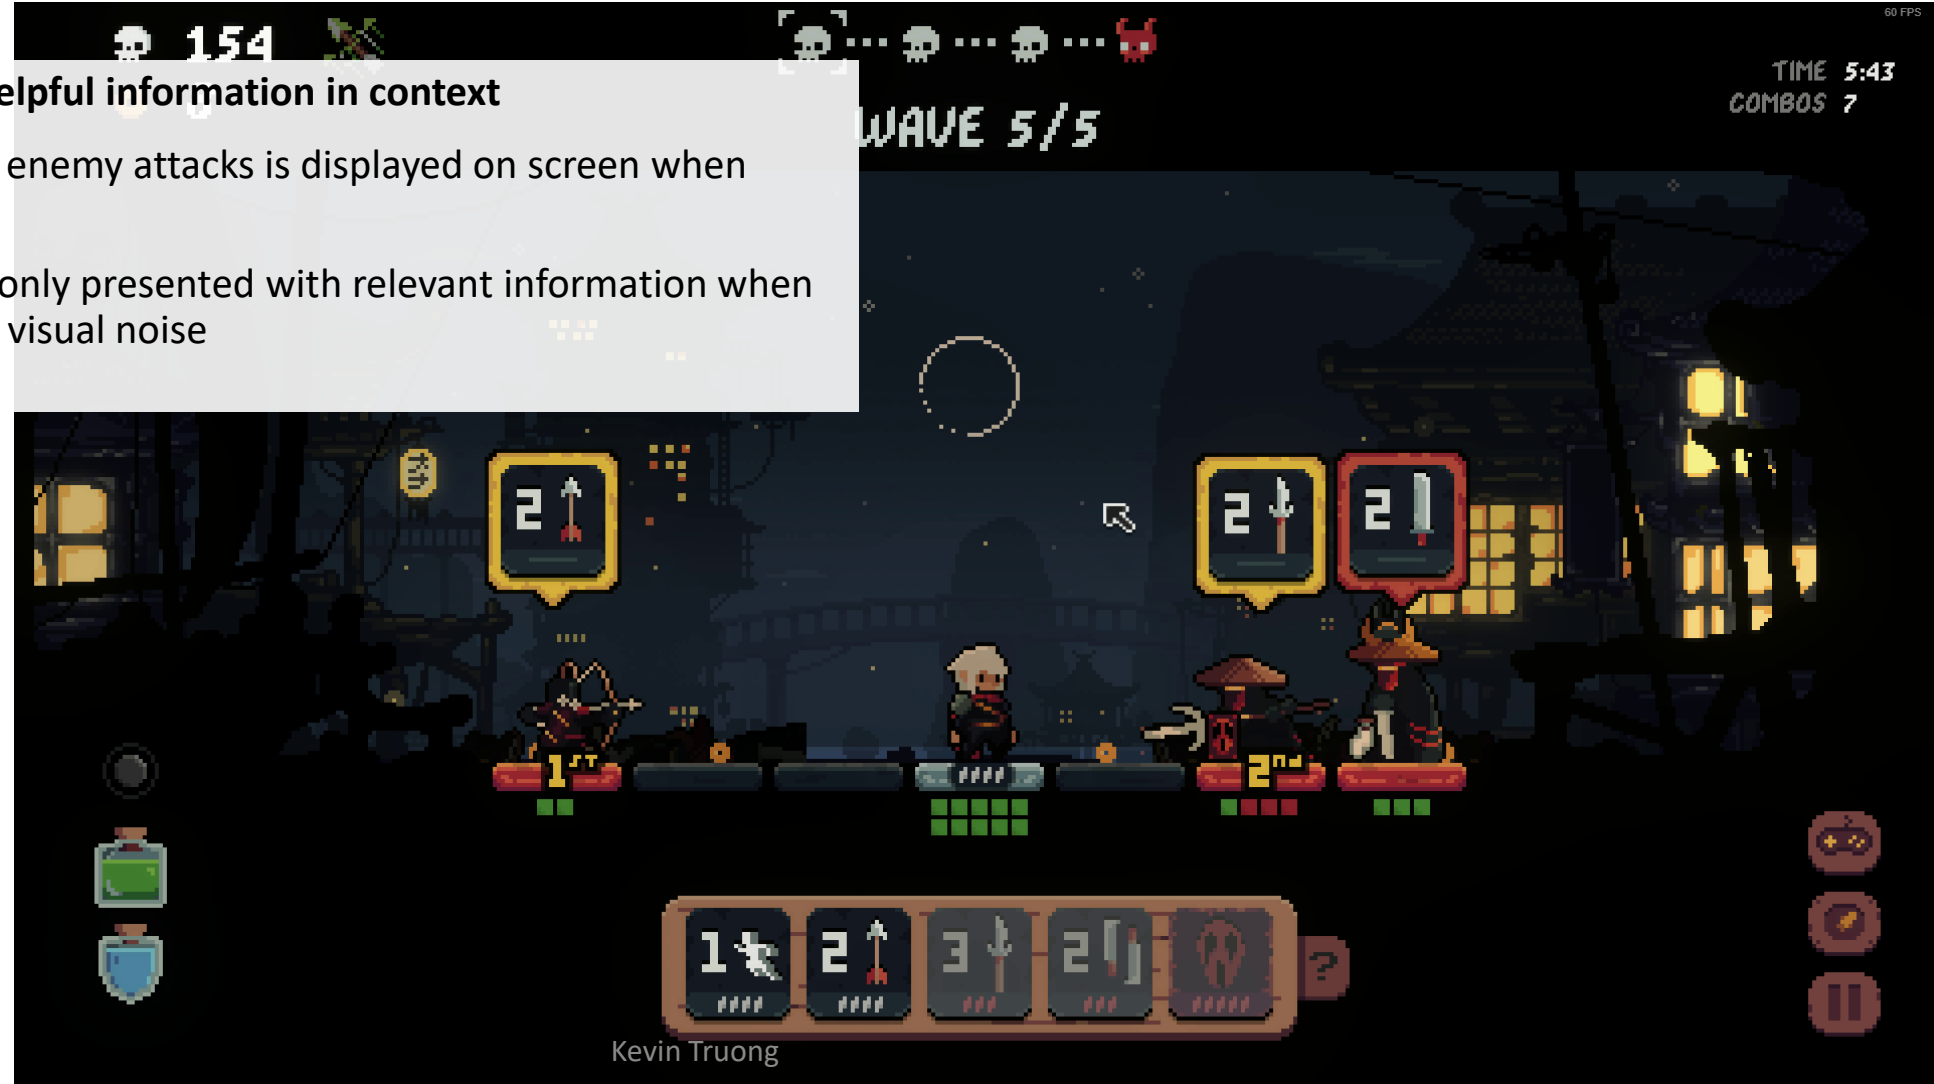 60 FPS
154
TIME 5:43
COMBOS 7
elpful information in context
WAVE 5/5
enemy attacks is displayed on screen when
only presented with relevant information when
visual noise
2
2
2
1ST
2nd
1
2
3
2
?
Kevin Truong